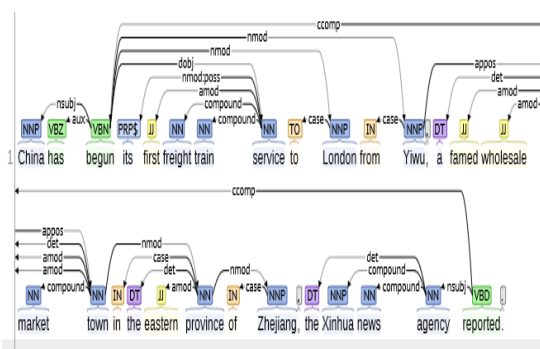 ccomp
nmod
nmod
dobj appos
nmod:poss det
amod amod
nsubj compound amod
aux compound case case
NNP VBZ VBN PRP$ JJ NN NN NN TO NNP IN NNP , DT JJ JJ
1 China has begun its first freight train service to London from Yiwu, a famed wholesale
ccomp
appos
det nmod det
amod case compound
amod det nmod
compound amod case compound nsubj
NN NN IN DT JJ NN IN NNP , DT NNP NN NN VBD .
market town in the eastern province of Zhejiang, the Xinhua news agency reported.